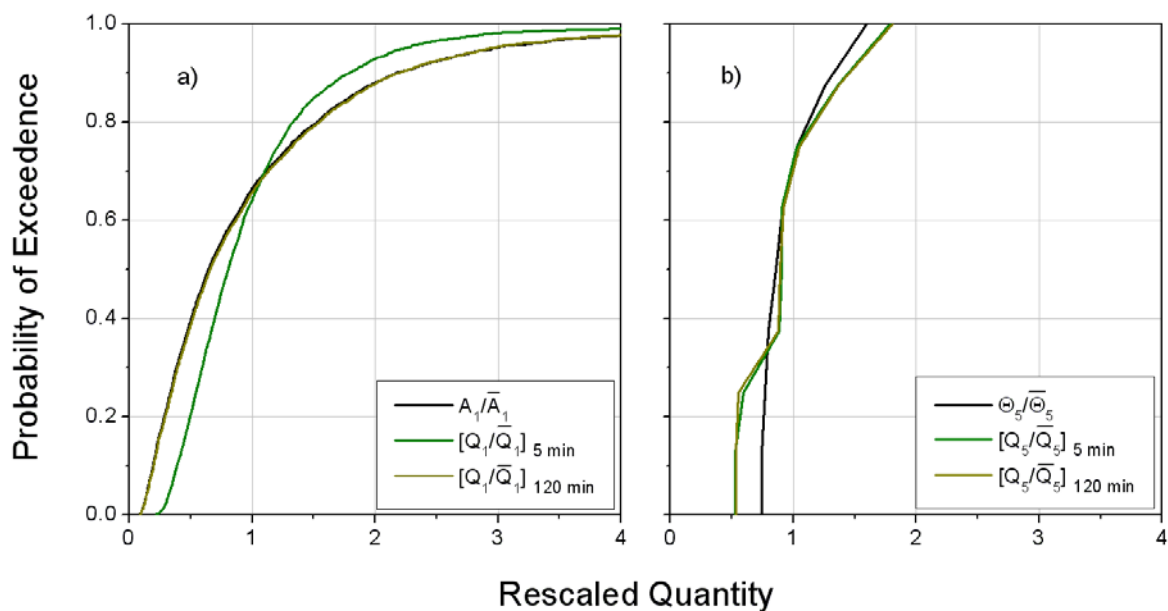 Probability of Exceedence
1.0
0.8
0.6
0.4
0.2
0.0
a)
A₁/A̅₁
[Q₁/Q̅₁] 5 min
[Q₁/Q̅₁] 120 min
0 1 2 3 4
b)
Θ₅/Θ̅₅
[Q₅/Q̅₅] 5 min
[Q₅/Q̅₅] 120 min
0 1 2 3 4
Rescaled Quantity